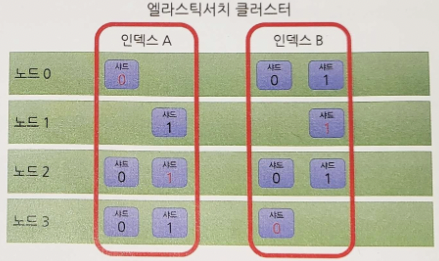 엘라스틱서치 클러스터
인덱스 A 인덱스 B
노드 0 샤드 0 샤드 0 샤드 1
노드 1 샤드 1 샤드 1
노드 2 샤드 0 샤드 1 샤드 0 샤드 1
노드 3 샤드 0 샤드 1 샤드 0